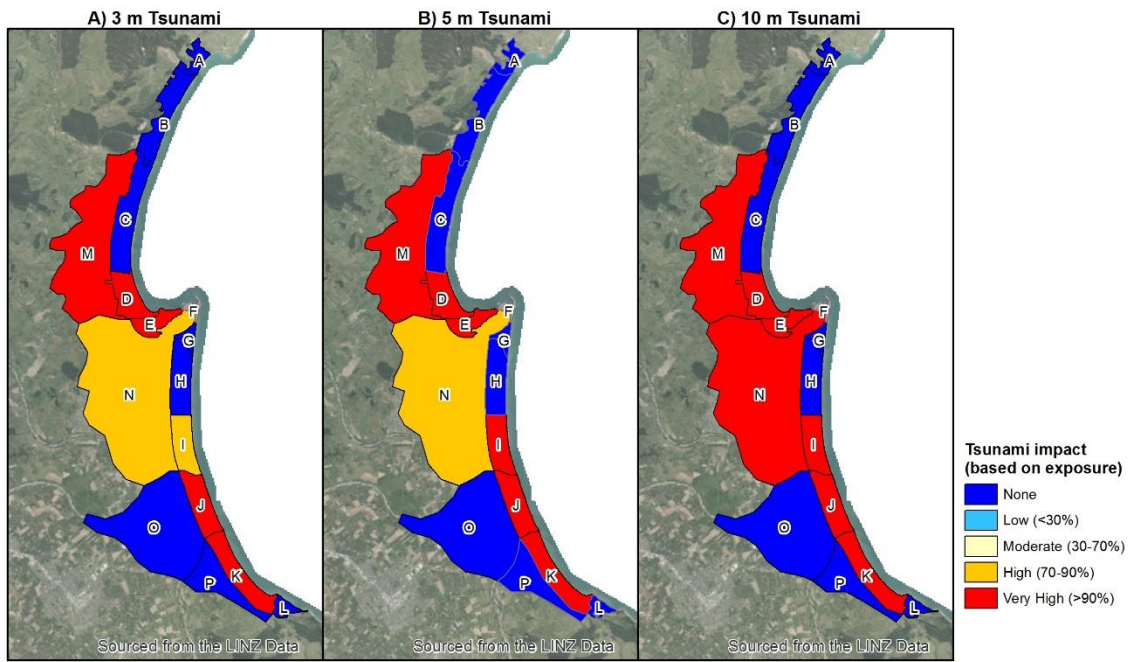 A) 3 m Tsunami
B) 5 m Tsunami
C) 10 m Tsunami
A
B
C
M
D
F
E
G
N
H
I
J
O
K
P
L
Sourced from the LINZ Data
A
B
C
M
D
F
E
G
N
H
I
J
O
K
P
L
Sourced from the LINZ Data
A
B
C
M
D
F
E
G
N
H
I
J
O
K
P
L
Sourced from the LINZ Data
Tsunami impact
(based on exposure)
None
Low (<30%)
Moderate (30-70%)
High (70-90%)
Very High (>90%)